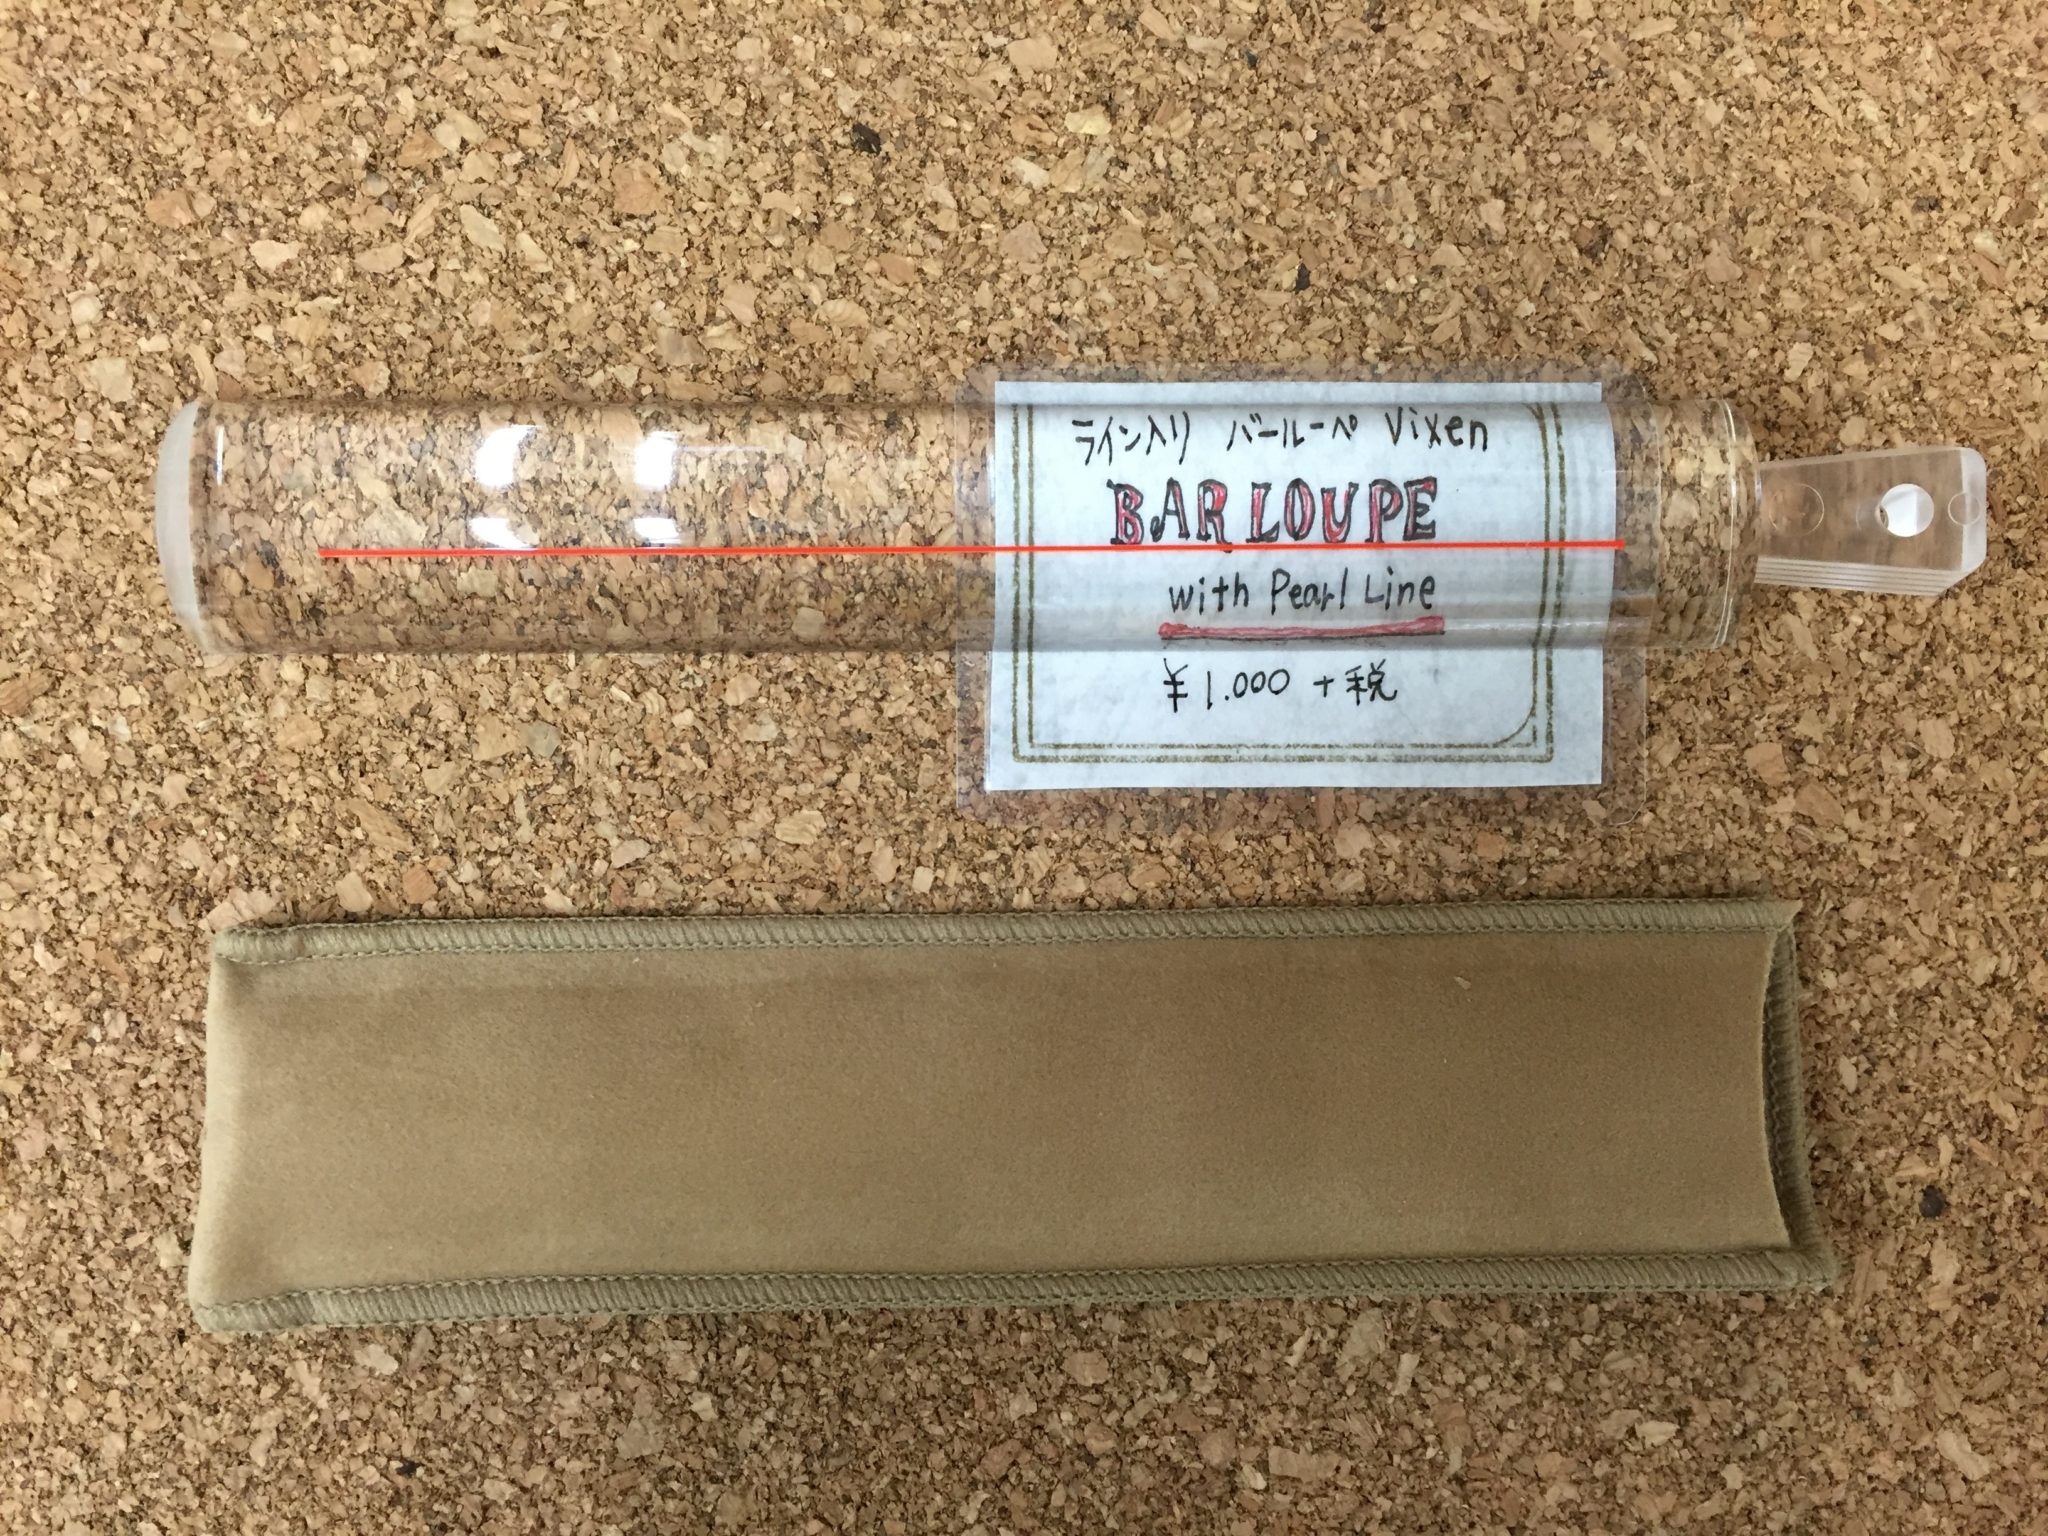 ライン入り バールーペ Vixen
BAR LOUPE
with Pearl Line
¥1.000 +税